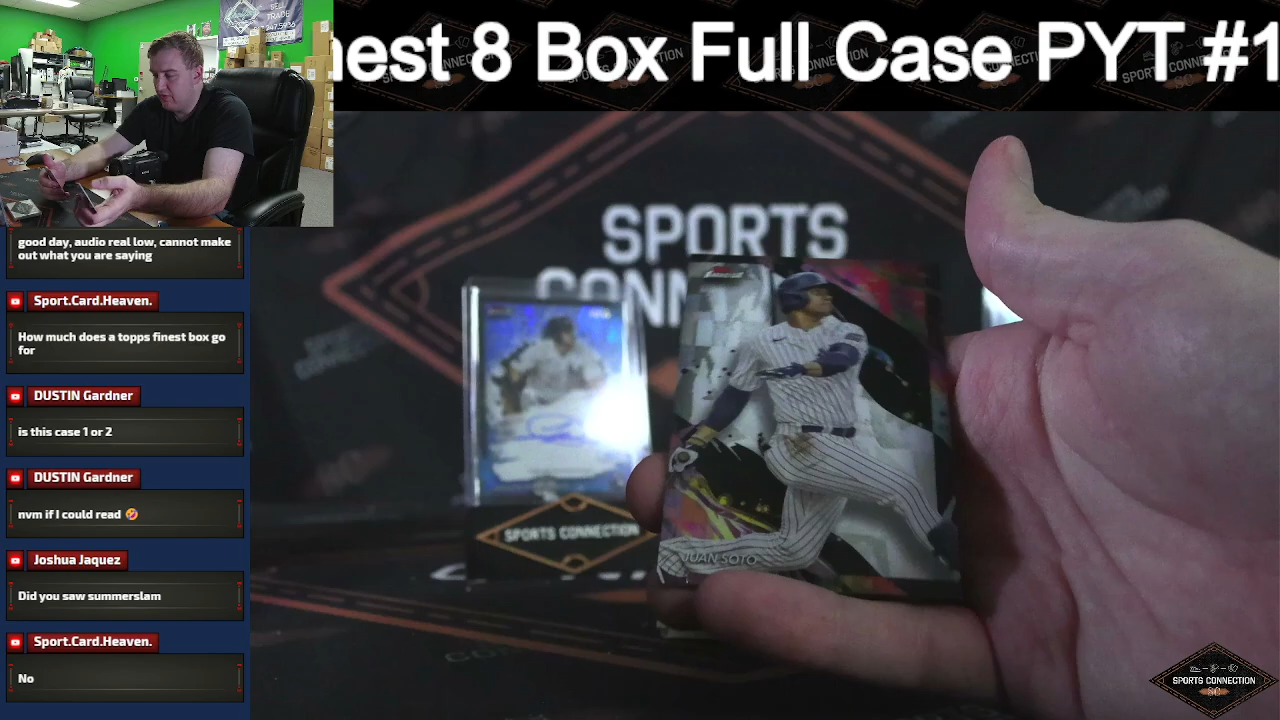 nest 8 Box Full Case PYT #1
good day, audio real low, cannot make
out what you are saying
Sport.Card.Heaven.
How much does a topps finest box go
for
DUSTIN Gardner
is this case 1 or 2
DUSTIN Gardner
nvm if I could read 🤣
Joshua Jaquez
Did you saw summerslam
Sport.Card.Heaven.
No
SPORTS
CONN
SPORTS CONNECTION
JUAN SOTO
SPORTS CONNECTION
SC